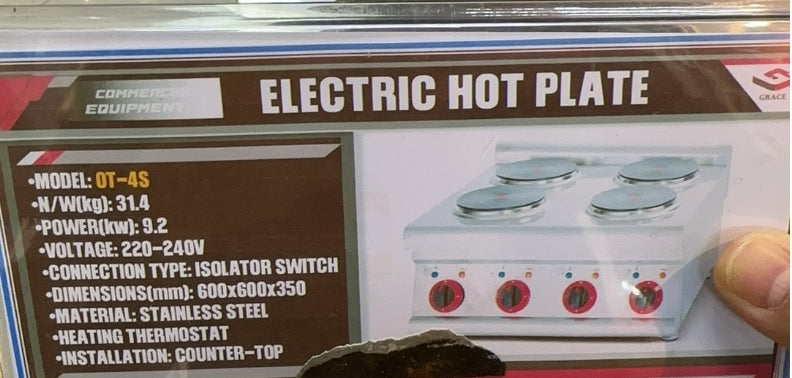 COMMERCIAL
EQUIPMENT
ELECTRIC HOT PLATE
GRACE
•MODEL: OT-4S
•N/W(kg): 31.4
•POWER(kw): 9.2
•VOLTAGE: 220-240V
•CONNECTION TYPE: ISOLATOR SWITCH
•DIMENSIONS(mm): 600x600x350
•MATERIAL: STAINLESS STEEL
•HEATING THERMOSTAT
•INSTALLATION: COUNTER-TOP